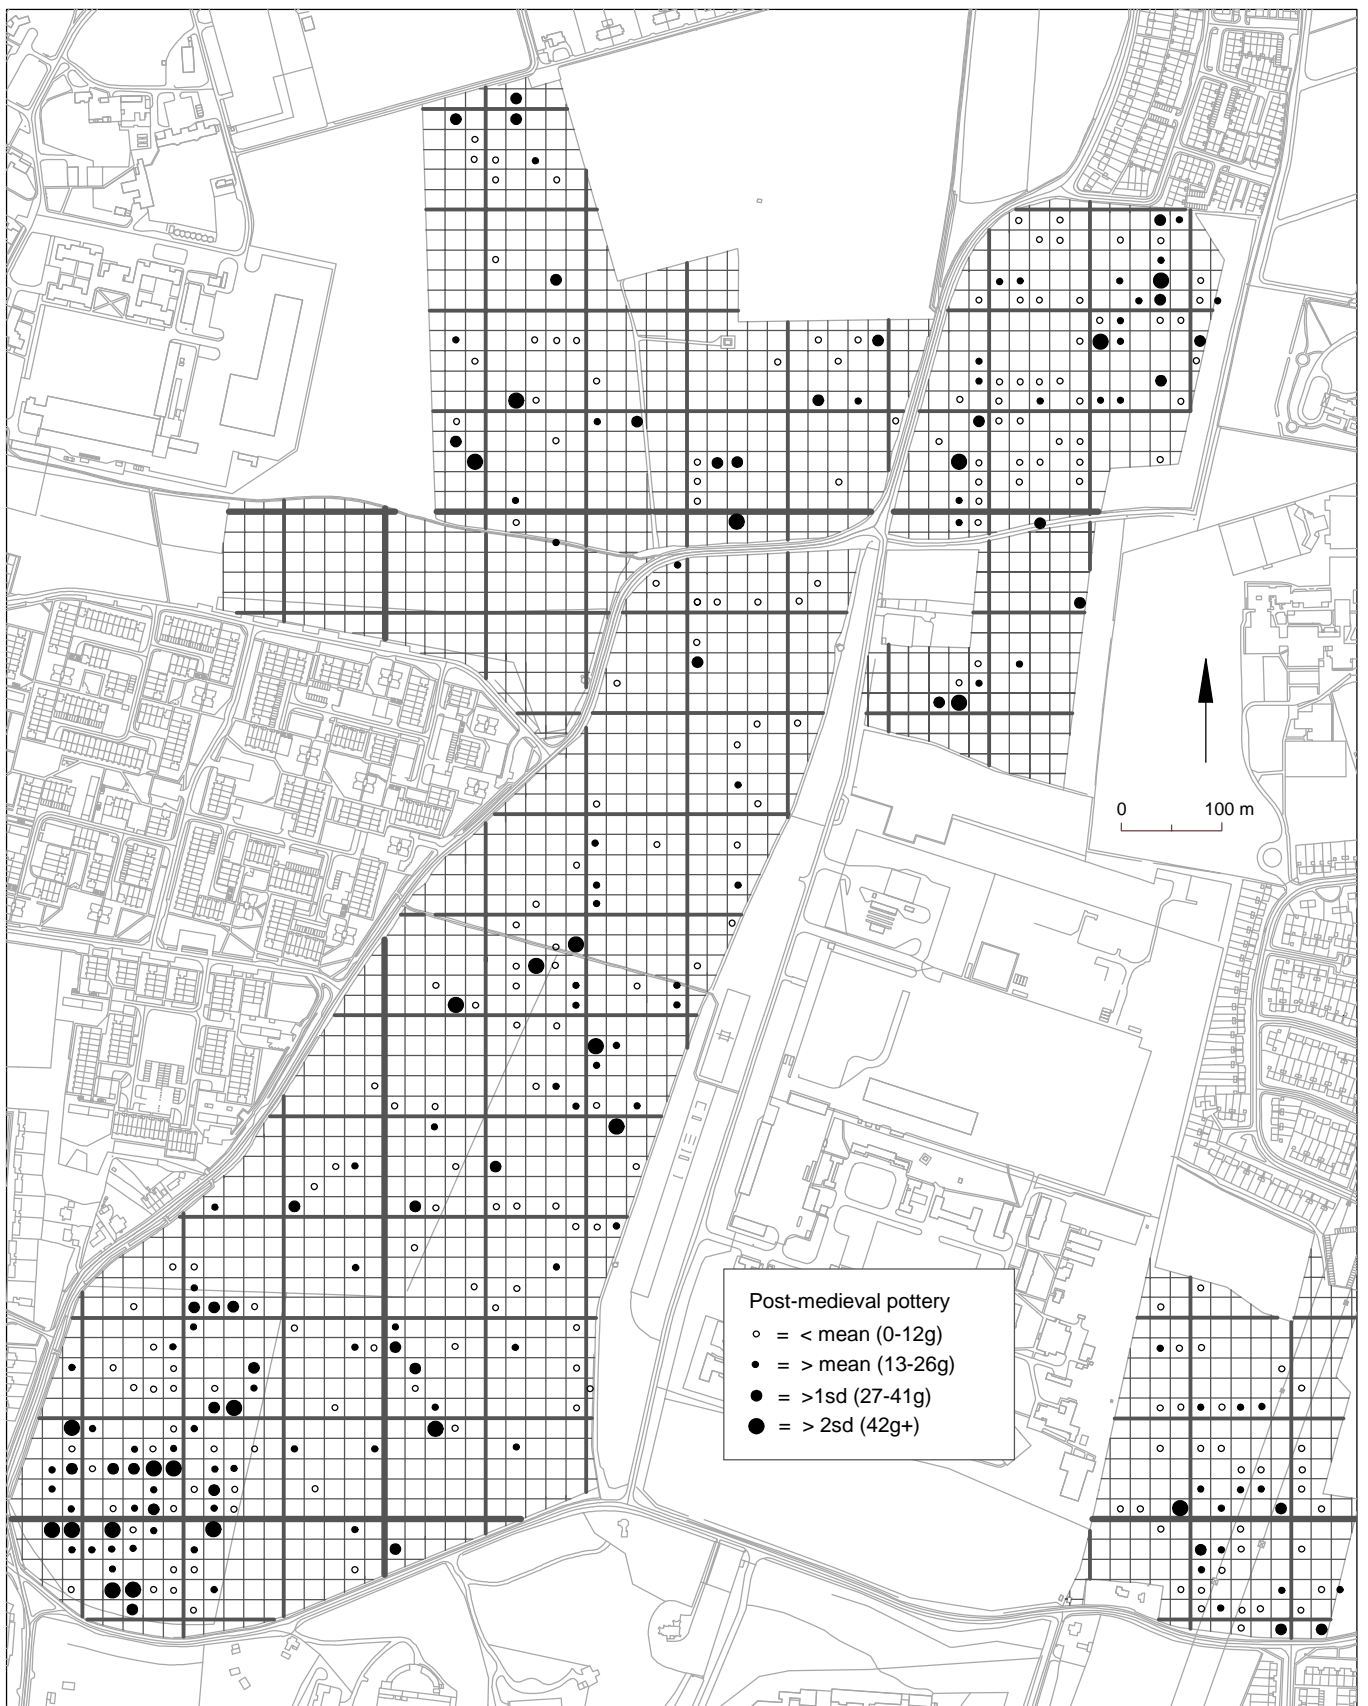 0 100 m
Post-medieval pottery
= < mean (0-12g)
= > mean (13-26g)
= >1sd (27-41g)
= > 2sd (42g+)